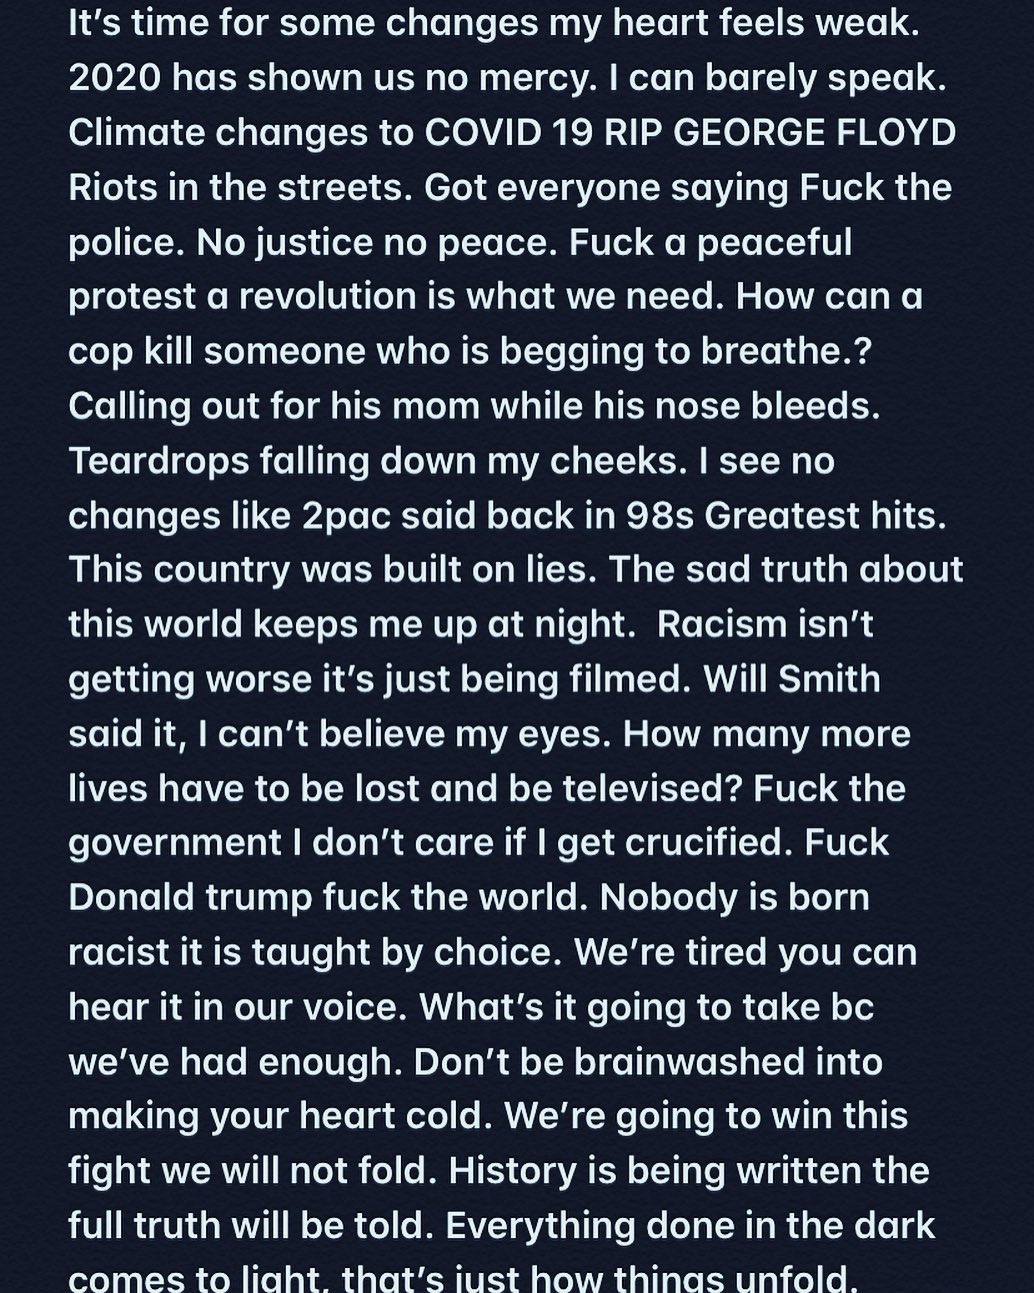 It’s time for some changes my heart feels weak.
2020 has shown us no mercy. I can barely speak.
Climate changes to COVID 19 RIP GEORGE FLOYD
Riots in the streets. Got everyone saying Fuck the
police. No justice no peace. Fuck a peaceful
protest a revolution is what we need. How can a
cop kill someone who is begging to breathe.?
Calling out for his mom while his nose bleeds.
Teardrops falling down my cheeks. I see no
changes like 2pac said back in 98s Greatest hits.
This country was built on lies. The sad truth about
this world keeps me up at night.  Racism isn’t
getting worse it’s just being filmed. Will Smith
said it, I can’t believe my eyes. How many more
lives have to be lost and be televised? Fuck the
government I don’t care if I get crucified. Fuck
Donald trump fuck the world. Nobody is born
racist it is taught by choice. We’re tired you can
hear it in our voice. What’s it going to take bc
we’ve had enough. Don’t be brainwashed into
making your heart cold. We’re going to win this
fight we will not fold. History is being written the
full truth will be told. Everything done in the dark
comes to light, that’s just how things unfold.